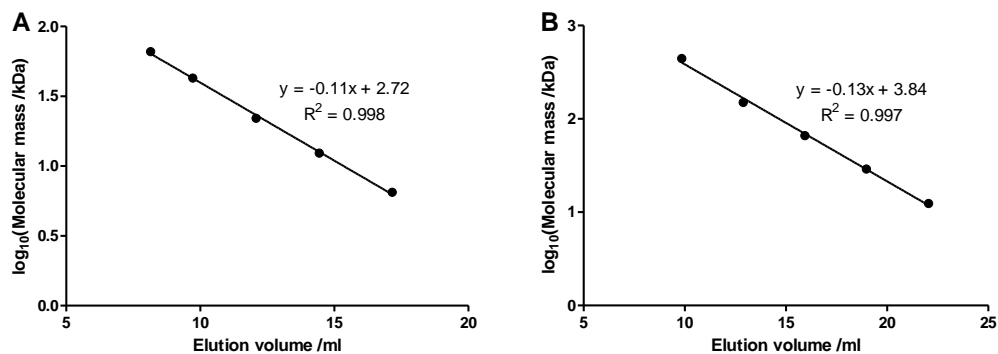 A
log₁₀(Molecular mass /kDa)
2.0
1.5
1.0
0.5
0.0
y = -0.11x + 2.72
R² = 0.998
5
10
15
20
Elution volume /ml
B
log₁₀(Molecular mass /kDa)
3
2
1
0
y = -0.13x + 3.84
R² = 0.997
5
10
15
20
25
Elution volume /ml